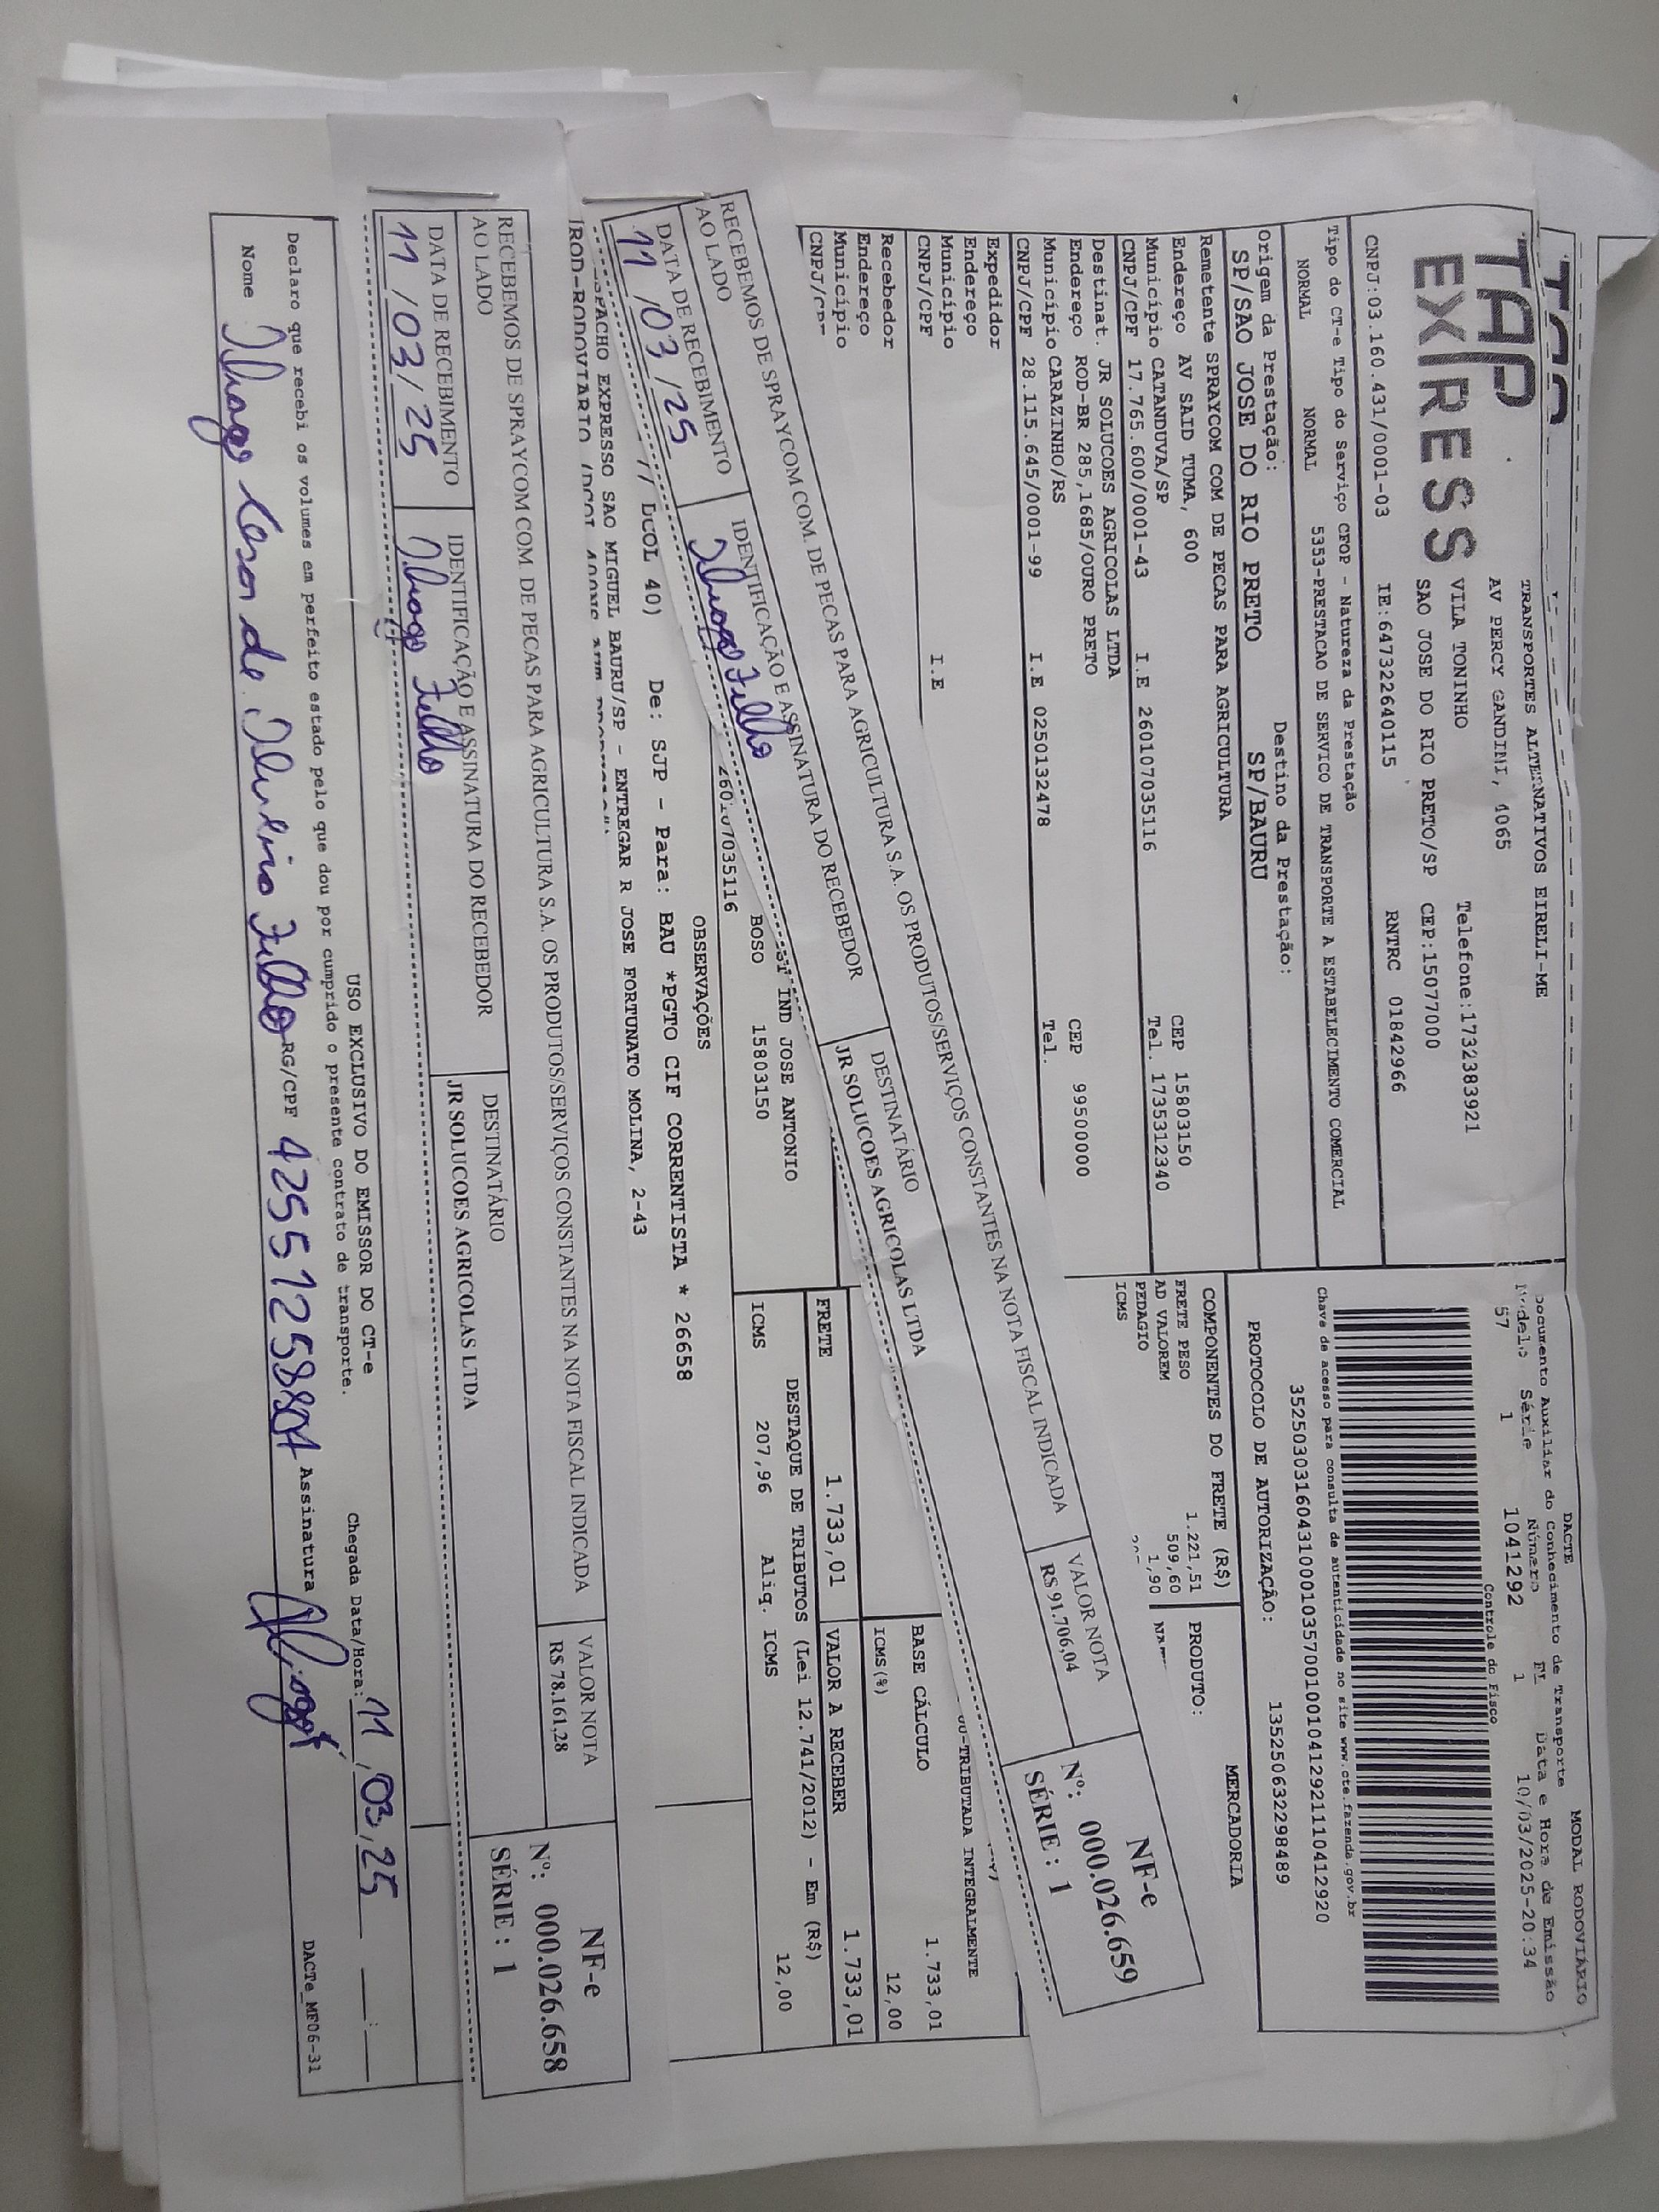 TAP
EXPRESS
TRANSPORTES ALTERNATIVOS EIRELI-ME
AV PERCY GANDINI, 4065
VILA TONINHO Telefone:1732383921
SAO JOSE DO RIO PRETO/SP CEP:15077000
CNPJ:03.160.431/0001-03 IE:647322640115 RNTRC 01842966
Tipo do CT-e Tipo do Serviço CFOP - Natureza da Prestação
NORMAL NORMAL 5353-PRESTACAO DE SERVICO DE TRANSPORTE A ESTABELECIMENTO COMERCIAL
Origem da Prestação: Destino da Prestação:
SP/SAO JOSE DO RIO PRETO SP/BAURU
DACTE MODAL RODOVIÁRIO
Documento Auxiliar do Conhecimento de Transporte
Modelo Série Número Fl Data e Hora de Emissão
57 1 1041292 1 10/03/2025-20:34
Controle do Fisco
Chave de acesso para consulta de autenticidade no site www.cte.fazenda.gov.br
35250303160431000103570010010412921110412920
PROTOCOLO DE AUTORIZAÇÃO: 135250632298489
Remetente SPRAYCOM COM DE PECAS PARA AGRICULTURA
Endereço AV SAID TUMA, 600 CEP 15803150
Município CATANDUVA/SP Tel. 1735312340
CNPJ/CPF 17.765.600/0001-43 I.E 260107035116
Destinat. JR SOLUCOES AGRICOLAS LTDA
Endereço ROD-BR 285,1685/OURO PRETO CEP 99500000
Município CARAZINHO/RS Tel.
CNPJ/CPF 28.115.645/0001-99 I.E 0250132478
Expedidor
Endereço
Município
CNPJ/CPF I.E
Recebedor
Endereço
Município
CNPJ/
COMPONENTES DO FRETE (R$) MERCADORIA
FRETE PESO 1.221,51 PRODUTO:
AD VALOREM 509,60
PEDAGIO 1,90
ICMS
RECEBEMOS DE SPRAYCOM COM. DE PECAS PARA AGRICULTURA S.A. OS PRODUTOS/SERVIÇOS CONSTANTES NA NOTA FISCAL INDICADA
AO LADO
VALOR NOTA
R$ 91.706,04
NF-e
Nº: 000.026.659
SÉRIE : 1
DATA DE RECEBIMENTO IDENTIFICAÇÃO E ASSINATURA DO RECEBEDOR DESTINATÁRIO
11/03/25 Thiago Filho JR SOLUCOES AGRICOLAS LTDA
-TRIBUTADA INTEGRALMENTE
BASE CÁLCULO 1.733,01
ICMS(%) 12,00
FRETE 1.733,01 VALOR A RECEBER 1.733,01
DESTAQUE DE TRIBUTOS (Lei 12.741/2012) - Em (R$)
ICMS 207,96 Aliq. ICMS 12,00
IND JOSE ANTONIO
BOSO 15803150
260107035116
OBSERVAÇÕES
DCOL 40) De: SJP - Para: BAU *PGTO CIF CORRENTISTA * 26658
EXPRESSO SAO MIGUEL BAURU/SP - ENTREGAR R JOSE FORTUNATO MOLINA, 2-43
RECEBEMOS DE SPRAYCOM COM. DE PECAS PARA AGRICULTURA S.A. OS PRODUTOS/SERVIÇOS CONSTANTES NA NOTA FISCAL INDICADA
AO LADO
VALOR NOTA
R$ 78.161,28
NF-e
Nº: 000.026.658
SÉRIE : 1
DATA DE RECEBIMENTO IDENTIFICAÇÃO E ASSINATURA DO RECEBEDOR DESTINATÁRIO
11/03/25 Thiago Filho JR SOLUCOES AGRICOLAS LTDA
USO EXCLUSIVO DO EMISSOR DO CT-e
Declaro que recebi os volumes em perfeito estado pelo que dou por cumprido o presente contrato de transporte.
Chegada Data/Hora: 11/03/25 __:__
Nome Thiago Cesar de Filho RG/CPF Assinatura
DACTe_MF06-31